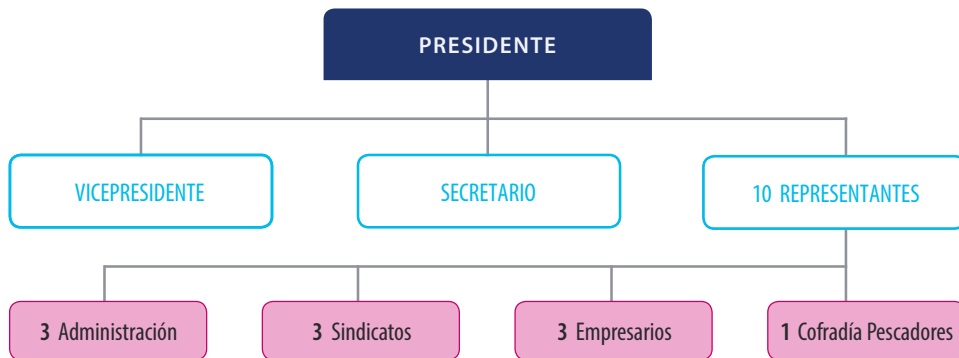 PRESIDENTE
VICEPRESIDENTE
SECRETARIO
10 REPRESENTANTES
3 Administración
3 Sindicatos
3 Empresarios
1 Cofradía Pescadores